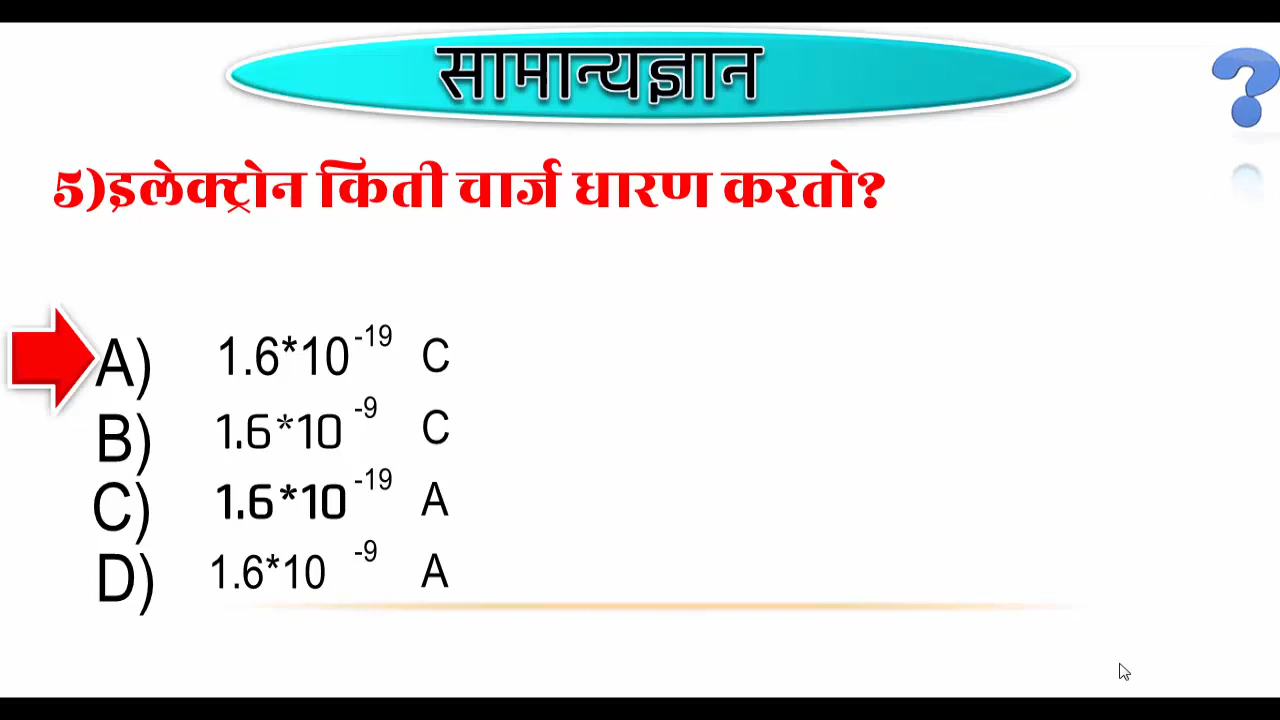 सामान्यज्ञान
5)इलेक्ट्रोन किती चार्ज धारण करतो?
A) 1.6*10⁻¹⁹ C
B) 1.6*10⁻⁹ C
C) 1.6*10⁻¹⁹ A
D) 1.6*10⁻⁹ A